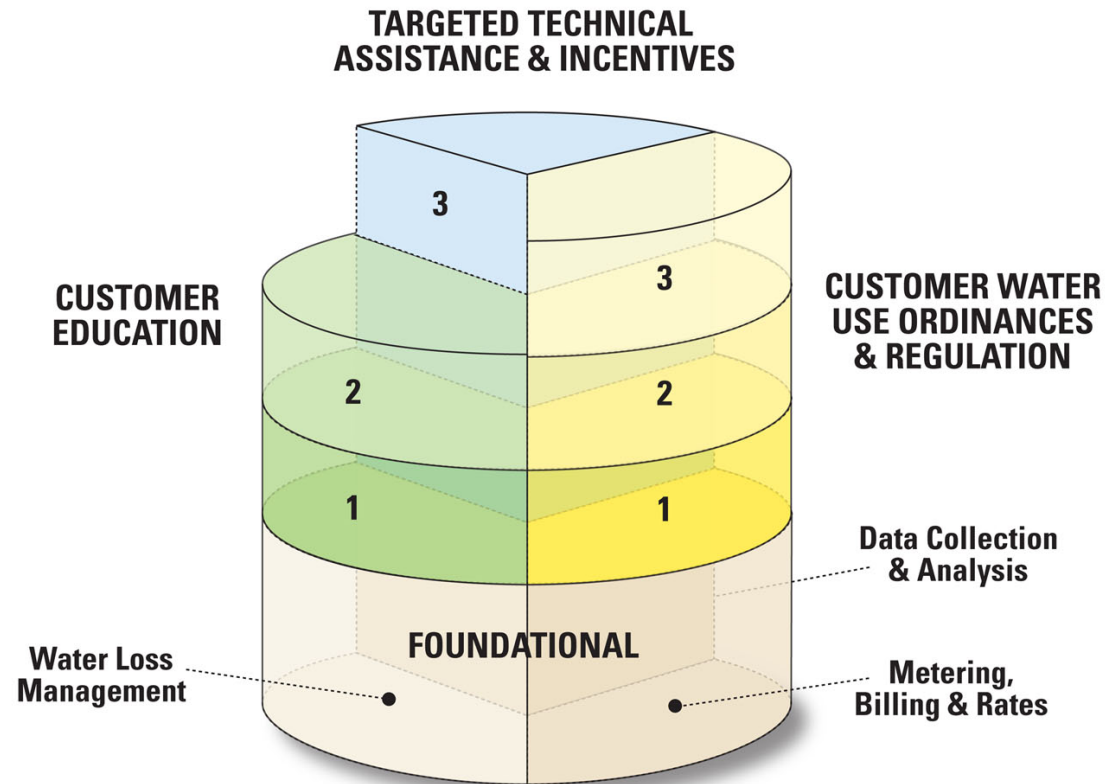 TARGETED TECHNICAL
ASSISTANCE & INCENTIVES
3
CUSTOMER
EDUCATION
3
CUSTOMER WATER
USE ORDINANCES
& REGULATION
2
2
1
1
Data Collection
& Analysis
FOUNDATIONAL
Water Loss
Management
Metering,
Billing & Rates